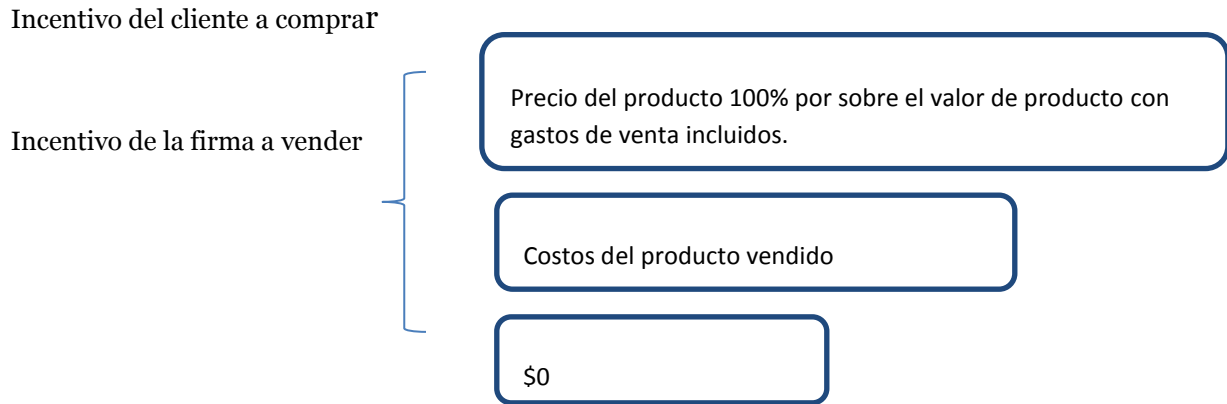 Incentivo del cliente a comprar
Precio del producto 100% por sobre el valor de producto con
gastos de venta incluidos.
Incentivo de la firma a vender
Costos del producto vendido
$0